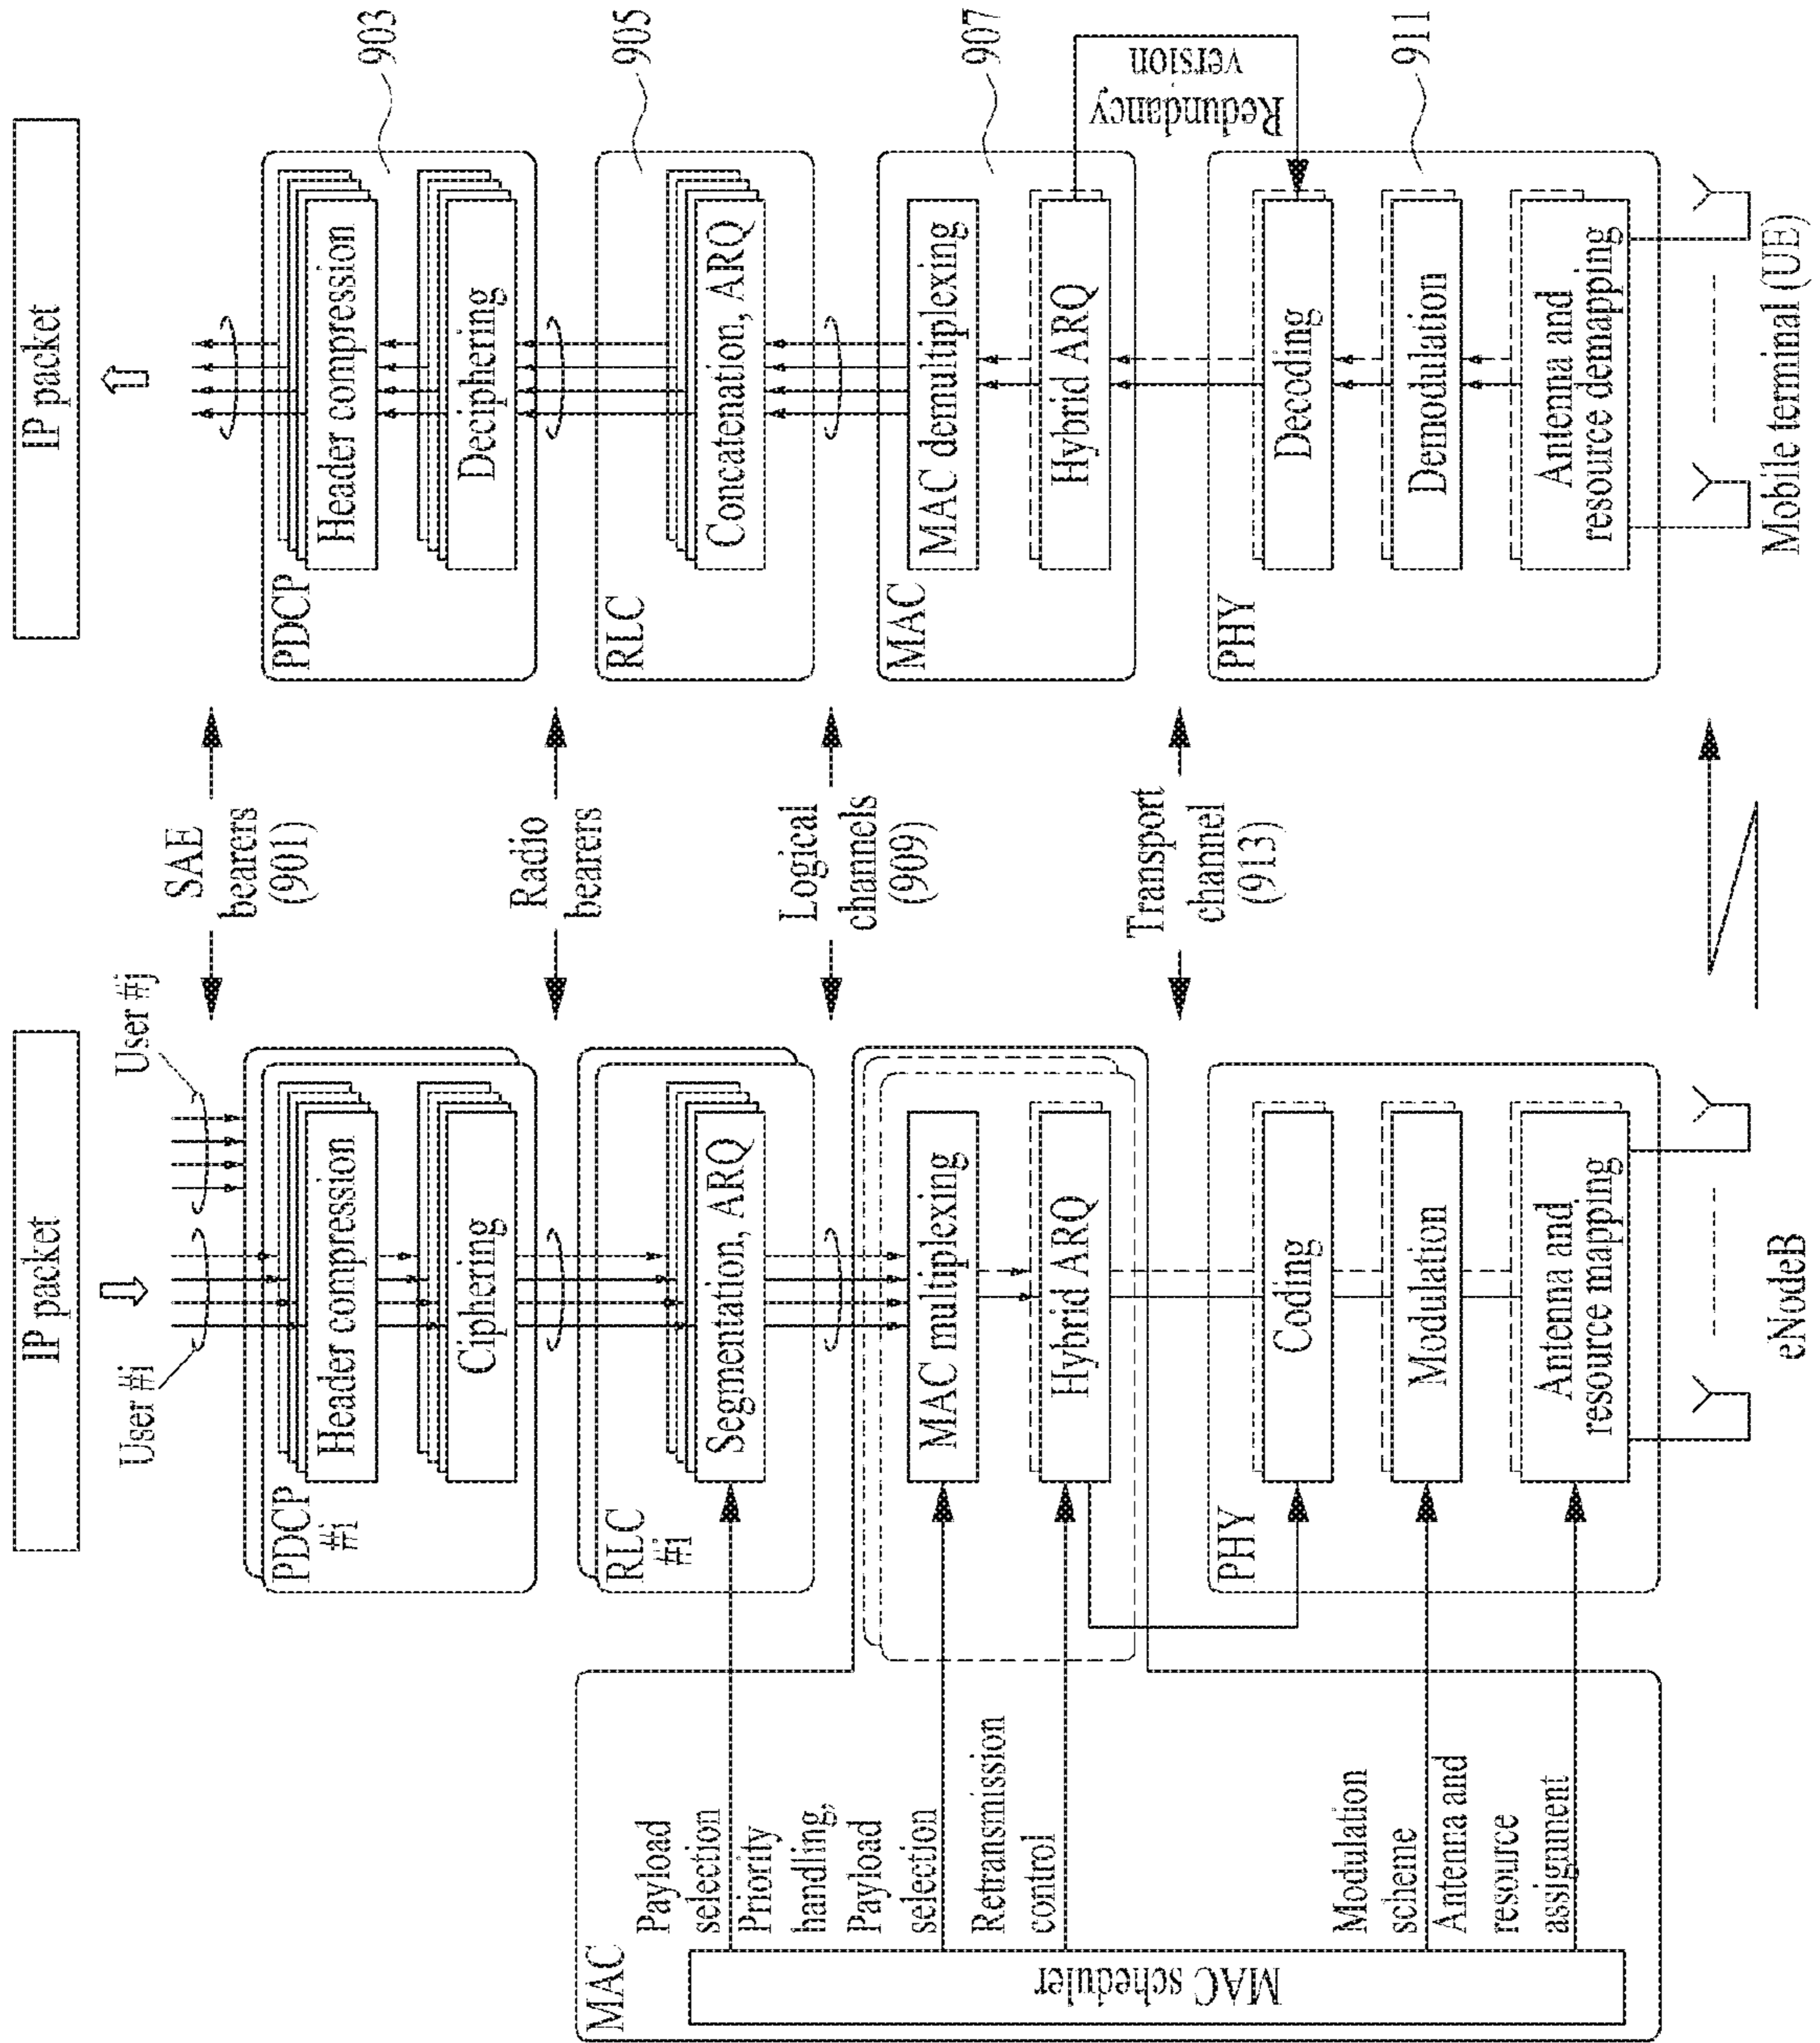 IP packet
IP packet
User #i
User #j
SAE
bearers
(901)
PDCP
#i
Header compression
Ciphering
PDCP
Header compression
Deciphering
903
Radio
bearers
MAC
MAC scheduler
Payload
selection
Priority
handling,
Payload
selection
Retransmission
control
Modulation
scheme
Antenna and
resource
assignment
RLC
#i
Segmentation, ARQ
RLC
Concatenation, ARQ
905
Logical
channels
(909)
MAC multiplexing
Hybrid ARQ
MAC
MAC demultiplexing
Hybrid ARQ
907
Redundancy
version
Transport
channel
(913)
PHY
Coding
Modulation
Antenna and
resource mapping
PHY
Decoding
Demodulation
Antenna and
resource demapping
911
eNodeB
Mobile terminal (UE)